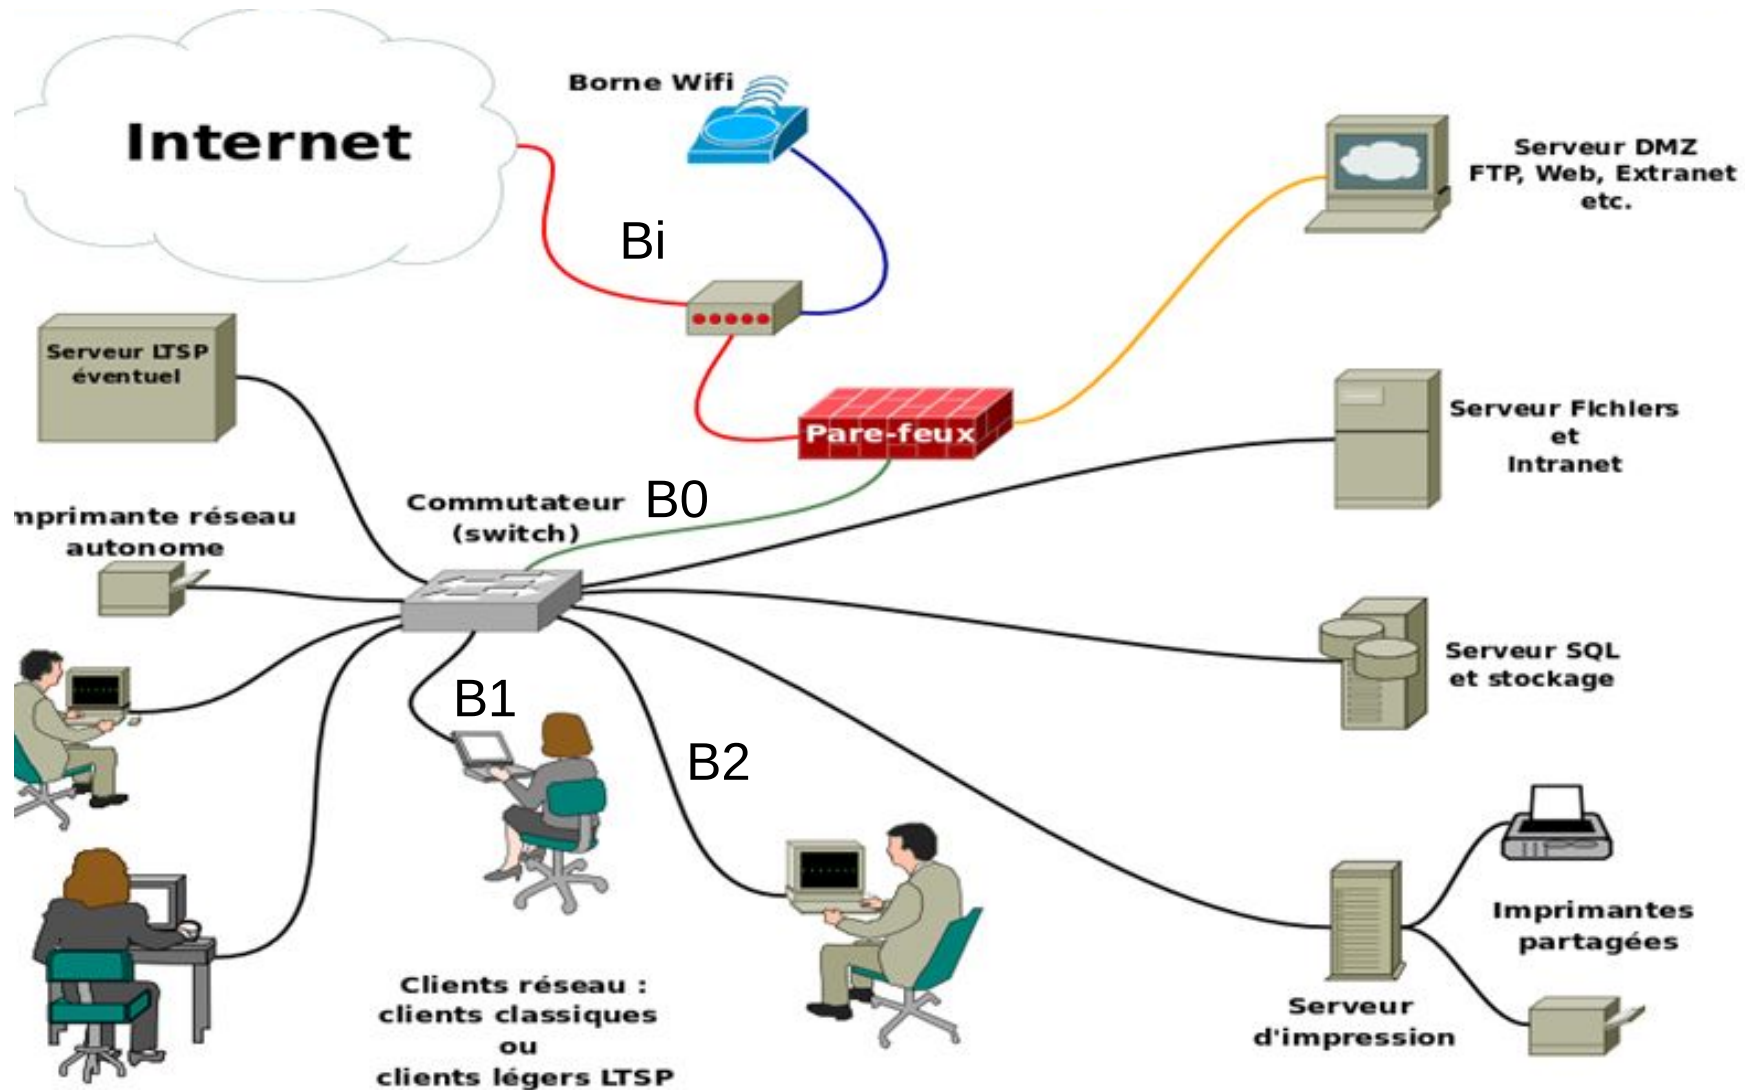 Borne Wifi
Internet
Serveur DMZ
FTP, Web, Extranet
etc.
Bi
Serveur LTSP
éventuel
Pare-feux
Serveur Fichiers
et
Intranet
Commutateur
(switch)
B0
mprimante réseau
autonome
Serveur SQL
et stockage
B1
B2
Imprimantes
partagées
Clients réseau :
clients classiques
ou
clients légers LTSP
Serveur
d'impression